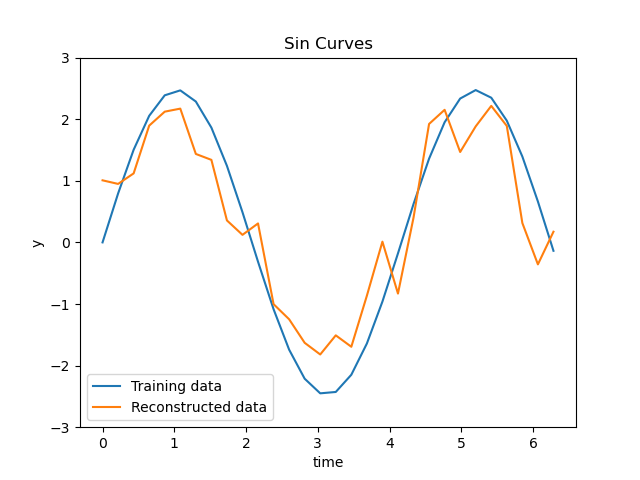 Sin Curves
3
2
1
0
−1
−2
−3
y
Training data
Reconstructed data
0 1 2 3 4 5 6
time